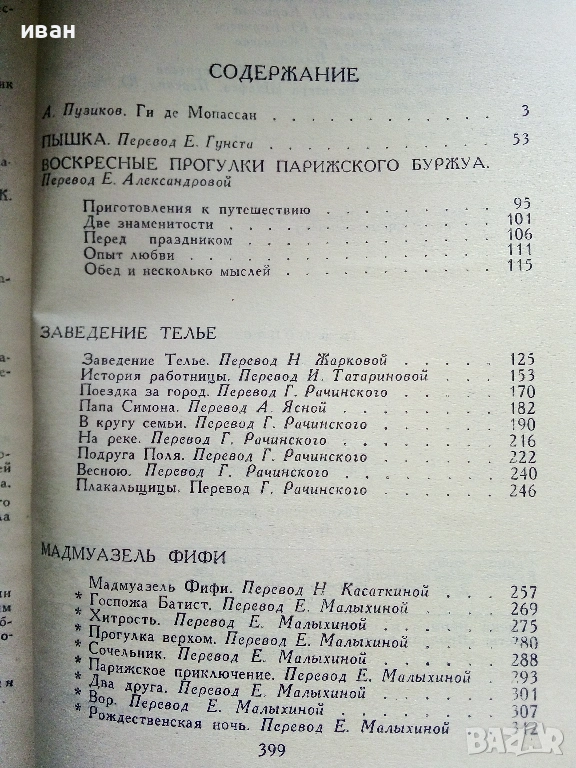 иван
СОДЕРЖАНИЕ
А. Пузиков. Ги де Мопассан 3
ПЫШКА. Перевод Е. Гунста 53
ВОСКРЕСНЫЕ ПРОГУЛКИ ПАРИЖСКОГО БУРЖУА.
Перевод Е. Александровой
Приготовления к путешествию 95
Две знаменитости 101
Перед праздником 106
Опыт любви 111
Обед и несколько мыслей 115
ЗАВЕДЕНИЕ ТЕЛЬЕ
Заведение Телье. Перевод Н Жарковой 125
История работницы. Перевод И. Татариновой 153
Поездка за город. Перевод Г. Рачинского 170
Папа Симона. Перевод А. Ясной 182
В кругу семьи. Перевод Г. Рачинского 190
На реке. Перевод Г. Рачинского 216
Подруга Поля. Перевод Г. Рачинского 222
Весною. Перевод Г. Рачинского 240
Плакальщицы. Перевод Г. Рачинского 246
МАДМУАЗЕЛЬ ФИФИ
Мадмуазель Фифи. Перевод Н Касаткиной 257
* Госпожа Батист. Перевод Е. Малыхиной 269
* Хитрость. Перевод Е. Малыхиной 275
* Прогулка верхом. Перевод Е. Малыхиной 280
* Сочельник. Перевод Е. Малыхиной 288
* Парижское приключение. Перевод Е. Малыхиной 293
* Два друга. Перевод Е. Малыхиной 301
* Вор. Перевод Е. Малыхиной 307
* Рождественская ночь. Перевод Е. Малыхиной 312
399
BAZAR